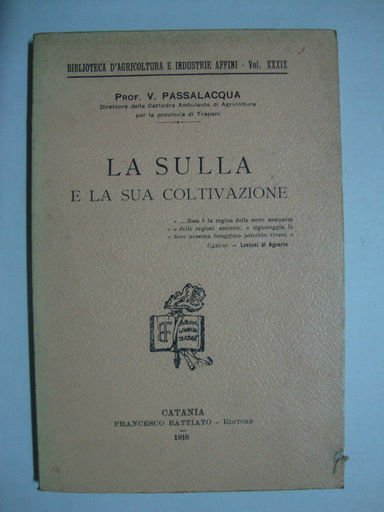 BIBLIOTECA D'AGRICOLTURA E INDUSTRIE AFFINI - Vol. XXXIX
PROF. V. PASSALACQUA
Direttore della Cattedra Ambulante di Agricoltura
per la provincia di Trapani
LA SULLA
E LA SUA COLTIVAZIONE
« .... Essa è la regina delle terre compatte
« e delle regioni asciutte, e signoreggia là
« dove nessuna foraggiera potrebbe vivere. »
CARUSO — Lezioni di Agraria
CATANIA
FRANCESCO BATTIATO - EDITORE
1916